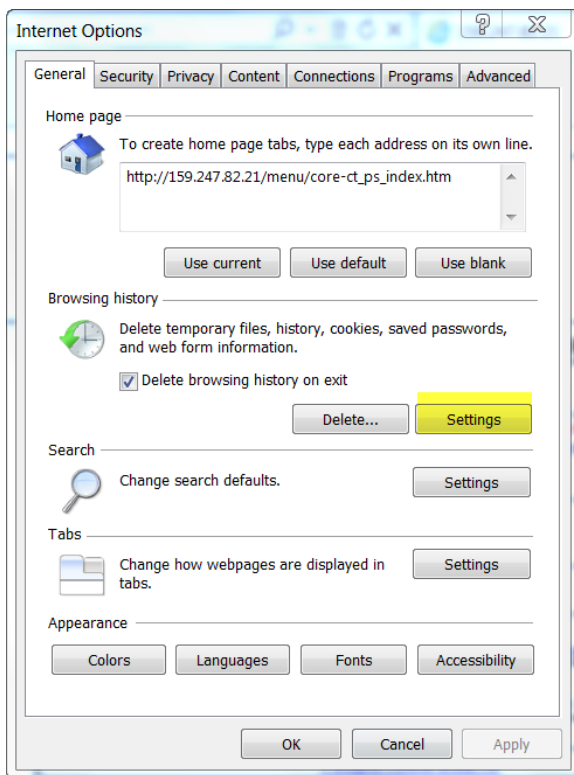 Internet Options
General Security Privacy Content Connections Programs Advanced
Home page
To create home page tabs, type each address on its own line.
http://159.247.82.21/menu/core-ct_ps_index.htm
Use current Use default Use blank
Browsing history
Delete temporary files, history, cookies, saved passwords,
and web form information.
Delete browsing history on exit
Delete... Settings
Search
Change search defaults. Settings
Tabs
Change how webpages are displayed in Settings
tabs.
Appearance
Colors Languages Fonts Accessibility
OK Cancel Apply